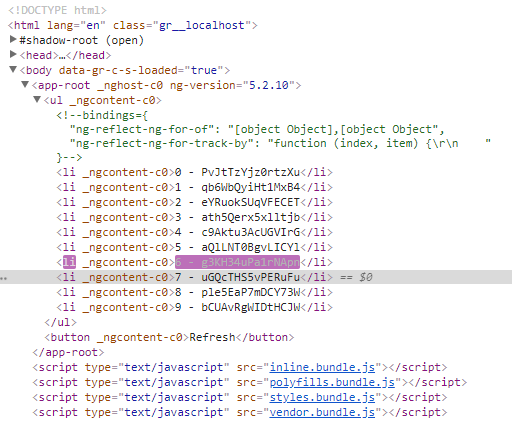 <!DOCTYPE html>
<html lang="en" class="gr__localhost">
#shadow-root (open)
<head>…</head>
<body data-gr-c-s-loaded="true">
<app-root _nghost-c0 ng-version="5.2.10">
<ul _ngcontent-c0>
<!--bindings={
"ng-reflect-ng-for-of": "[object Object],[object Object",
"ng-reflect-ng-for-track-by": "function (index, item) {\r\n    "
}-->
<li _ngcontent-c0>0 - PvJtTzYjz0rtzXu</li>
<li _ngcontent-c0>1 - qb6WbQyiHt1MxB4</li>
<li _ngcontent-c0>2 - eYRuokSUqVFECET</li>
<li _ngcontent-c0>3 - ath5Qerx5xlltjb</li>
<li _ngcontent-c0>4 - c9Aktu3AcUGVIrG</li>
<li _ngcontent-c0>5 - aQlLNT0BgvLICYl</li>
<li _ngcontent-c0>6 - g3KH34uPa1rNApn</li>
<li _ngcontent-c0>7 - uGQcTHS5vPERuFu</li> == $0
<li _ngcontent-c0>8 - ple5EaP7mDCY73W</li>
<li _ngcontent-c0>9 - bCUAvRgWIDtHCJW</li>
</ul>
<button _ngcontent-c0>Refresh</button>
</app-root>
<script type="text/javascript" src="inline.bundle.js"></script>
<script type="text/javascript" src="polyfills.bundle.js"></script>
<script type="text/javascript" src="styles.bundle.js"></script>
<script type="text/javascript" src="vendor.bundle.js"></script>